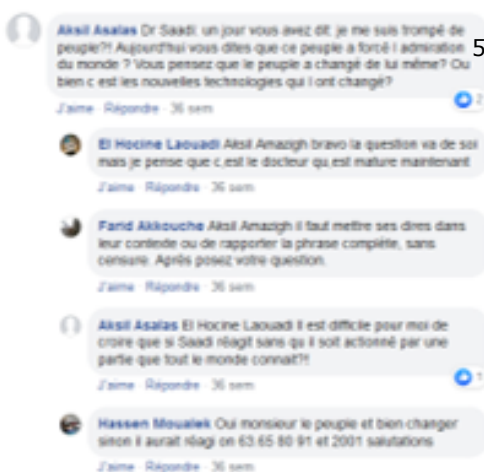 Aksil Asalas Dr Saadi: un jour vous avez dit: je me suis trompé de
peuple?! Aujourd'hui vous dites que ce peuple a forcé l admiration
du monde ? Vous pensez que le peuple a changé de lui même? Ou
bien c est les nouvelles technologies qui l ont changé?
5
2
J'aime · Répondre · 36 sem
El Hocine Laouadi Aksil Amazigh bravo la question va de soi
mais je pense que c,est le docteur qu,est mature maintenant
J'aime · Répondre · 36 sem
Farid Akkouche Aksil Amazigh il faut mettre ses dires dans
leur contexte ou de rapporter la phrase complète, sans
censure. Après posez votre question.
J'aime · Répondre · 36 sem
Aksil Asalas El Hocine Laouadi Il est difficile pour moi de
croire que si Saadi réagit sans qu il soit actionné par une
partie que tout le monde connait?!
1
J'aime · Répondre · 36 sem
Hassen Moualek Oui monsieur le peuple et bien changer
sinon il aurait réagi on 63.65 80 91 et 2001 salutations
J'aime · Répondre · 36 sem